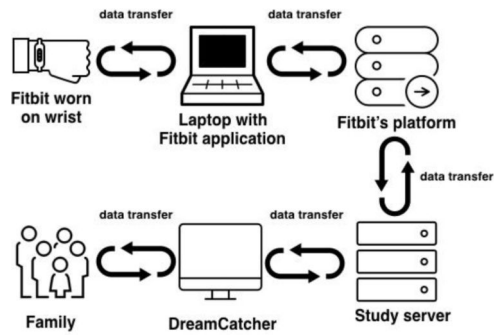 data transfer
data transfer
Fitbit worn
on wrist
Laptop with
Fitbit application
Fitbit's platform
data transfer
data transfer
data transfer
Family
DreamCatcher
Study server